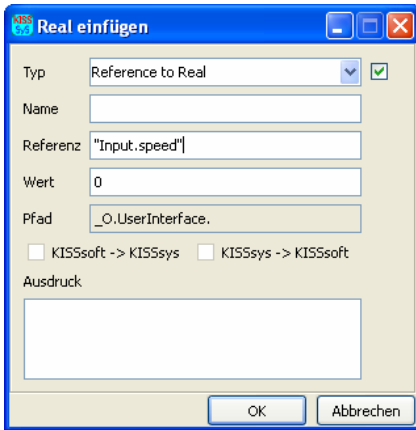 KISS
sys
Real einfügen
Typ
Reference to Real
Name
Referenz
"Input.speed"
Wert
0
Pfad
_O.UserInterface.
KISSsoft -> KISSsys
KISSsys -> KISSsoft
Ausdruck
OK
Abbrechen